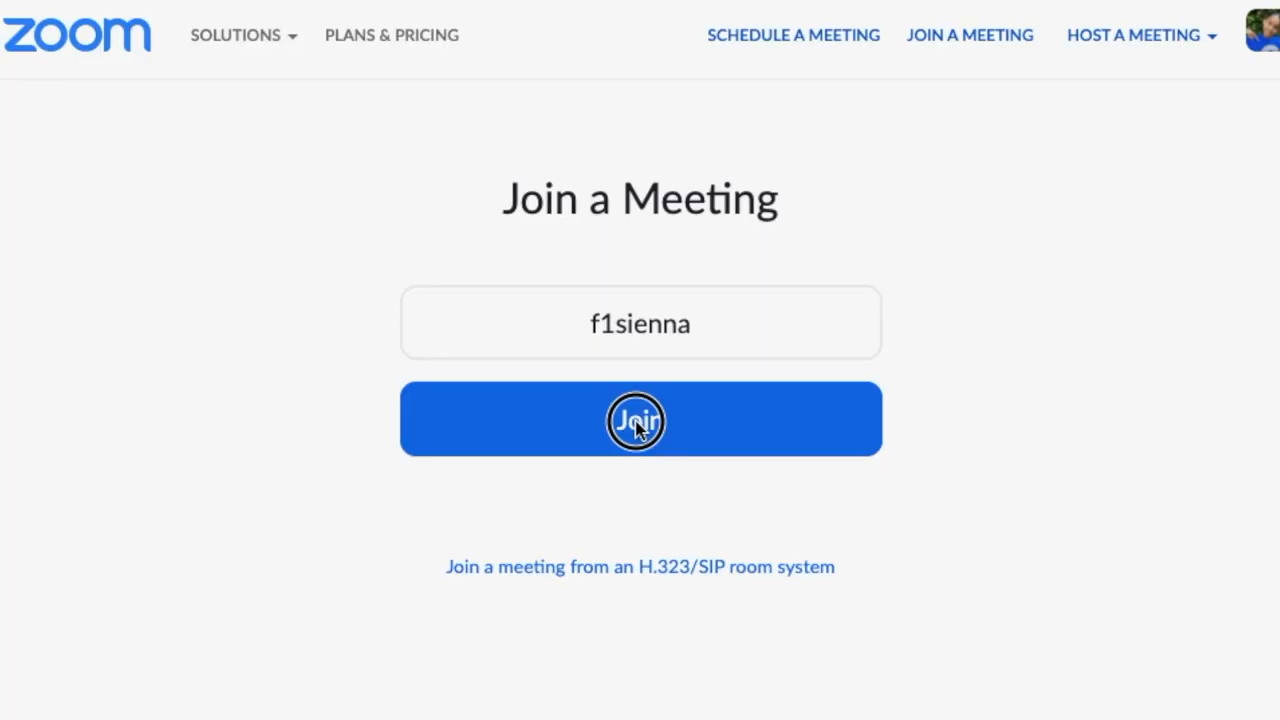 zoom SOLUTIONS PLANS & PRICING SCHEDULE A MEETING JOIN A MEETING HOST A MEETING
Join a Meeting
f1sienna
Join
Join a meeting from an H.323/SIP room system